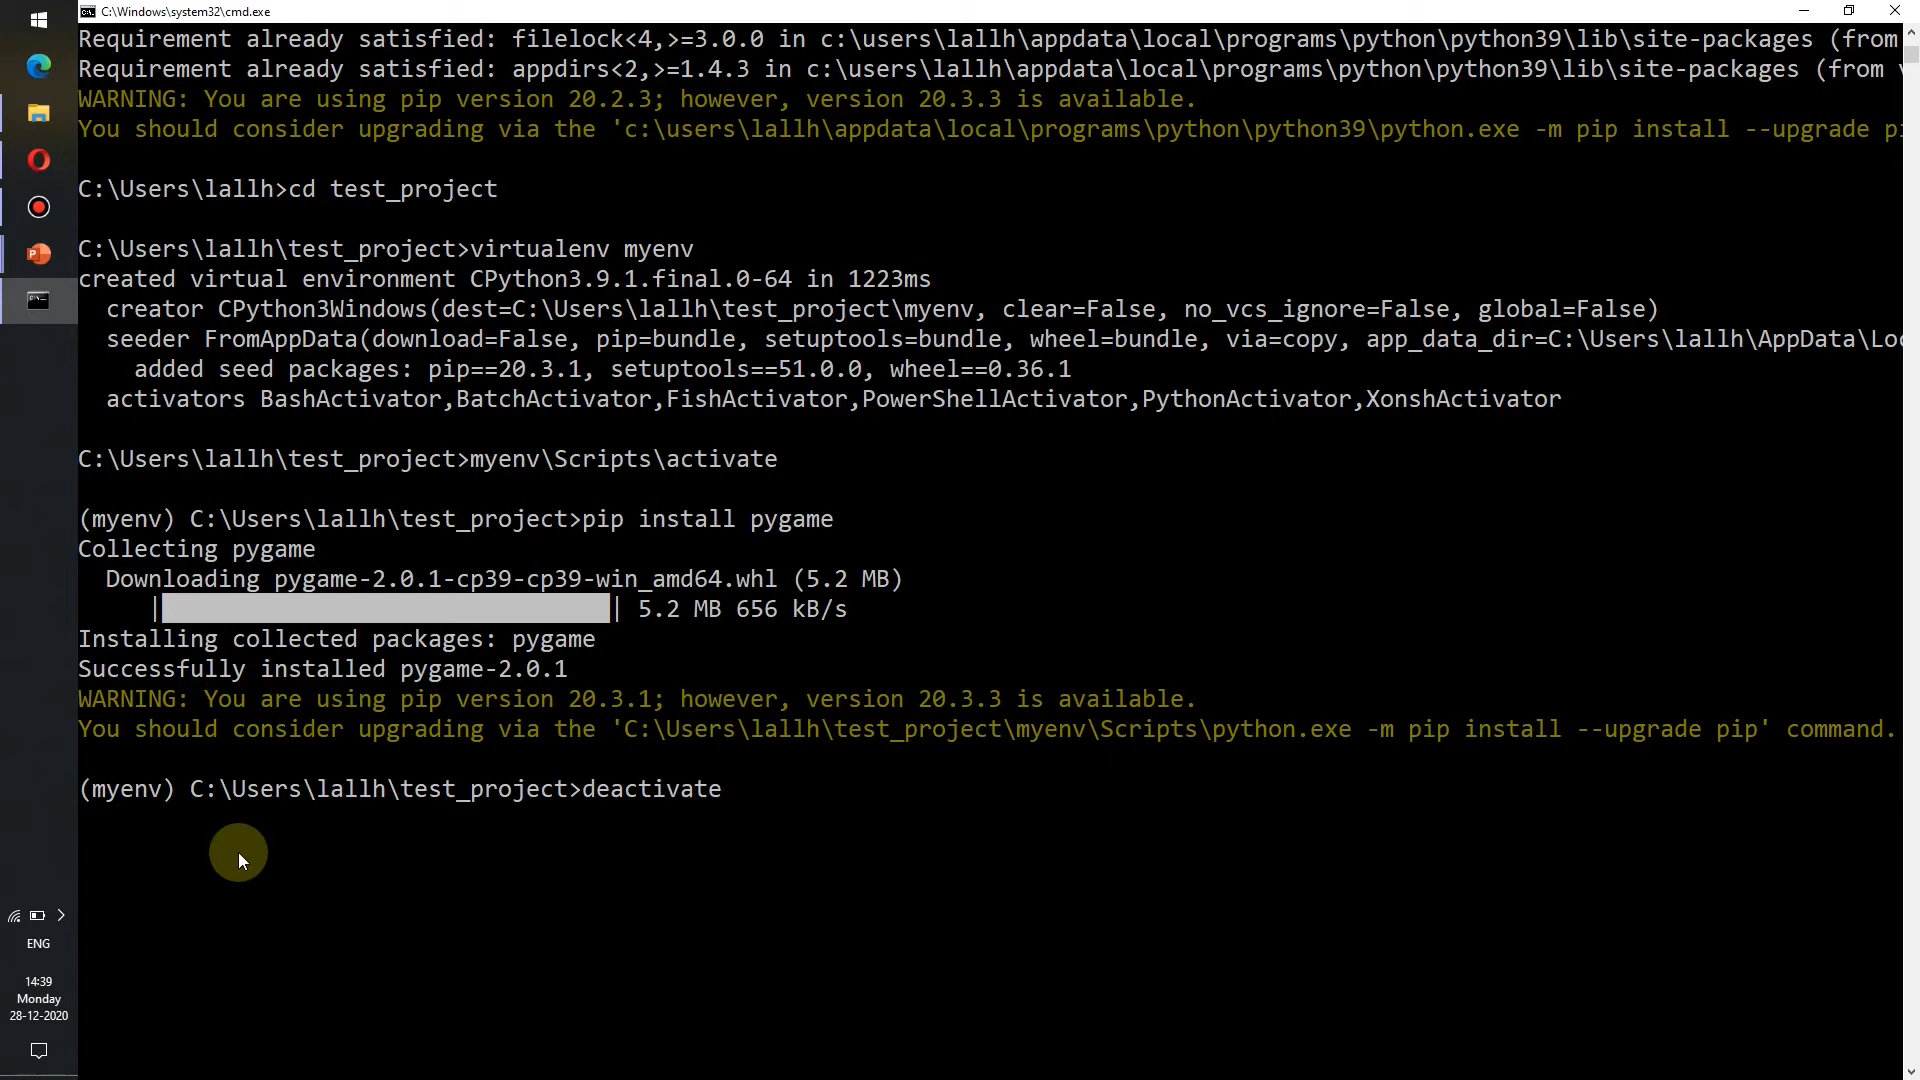 C:\Windows\system32\cmd.exe
Requirement already satisfied: filelock<4,>=3.0.0 in c:\users\lallh\appdata\local\programs\python\python39\lib\site-packages (from
Requirement already satisfied: appdirs<2,>=1.4.3 in c:\users\lallh\appdata\local\programs\python\python39\lib\site-packages (from
WARNING: You are using pip version 20.2.3; however, version 20.3.3 is available.
You should consider upgrading via the 'c:\users\lallh\appdata\local\programs\python\python39\python.exe -m pip install --upgrade pi
C:\Users\lallh>cd test_project
C:\Users\lallh\test_project>virtualenv myenv
created virtual environment CPython3.9.1.final.0-64 in 1223ms
creator CPython3Windows(dest=C:\Users\lallh\test_project\myenv, clear=False, no_vcs_ignore=False, global=False)
seeder FromAppData(download=False, pip=bundle, setuptools=bundle, wheel=bundle, via=copy, app_data_dir=C:\Users\lallh\AppData\Loc
added seed packages: pip==20.3.1, setuptools==51.0.0, wheel==0.36.1
activators BashActivator,BatchActivator,FishActivator,PowerShellActivator,PythonActivator,XonshActivator
C:\Users\lallh\test_project>myenv\Scripts\activate
(myenv) C:\Users\lallh\test_project>pip install pygame
Collecting pygame
Downloading pygame-2.0.1-cp39-cp39-win_amd64.whl (5.2 MB)
| | 5.2 MB 656 kB/s
Installing collected packages: pygame
Successfully installed pygame-2.0.1
WARNING: You are using pip version 20.3.1; however, version 20.3.3 is available.
You should consider upgrading via the 'C:\Users\lallh\test_project\myenv\Scripts\python.exe -m pip install --upgrade pip' command.
(myenv) C:\Users\lallh\test_project>deactivate
ENG
14:39
Monday
28-12-2020